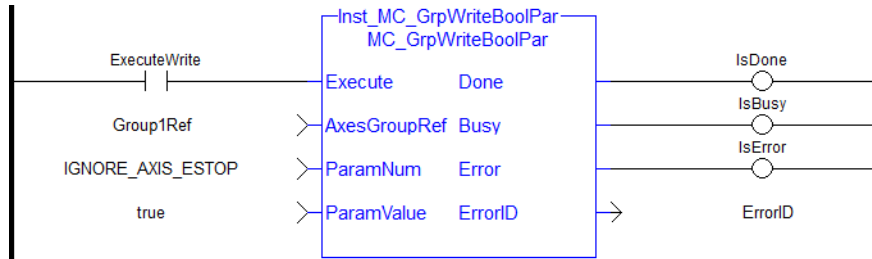 Inst_MC_GrpWriteBoolPar
MC_GrpWriteBoolPar
ExecuteWrite
Execute Done
IsDone
Group1Ref
AxesGroupRef Busy
IsBusy
IGNORE_AXIS_ESTOP
ParamNum Error
IsError
true
ParamValue ErrorID
ErrorID